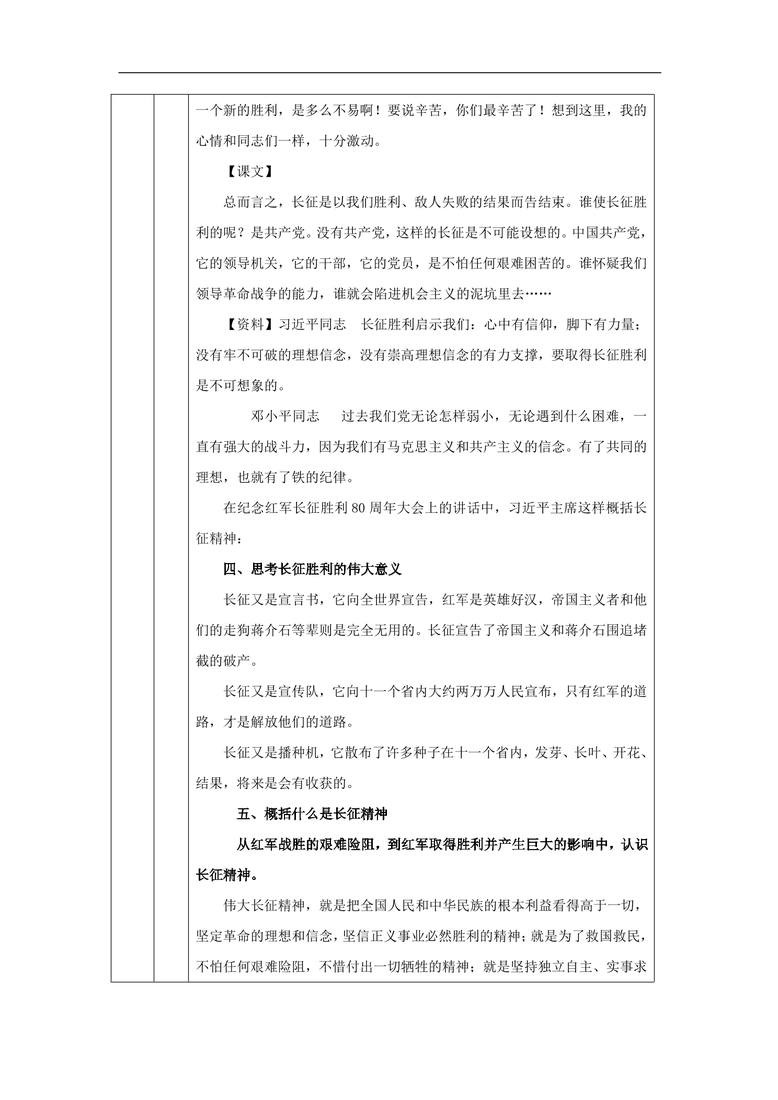 一个新的胜利，是多么不易啊！要说辛苦，你们最辛苦了！想到这里，我的
心情和同志们一样，十分激动。
【课文】
总而言之，长征是以我们胜利、敌人失败的结果而告结束。谁使长征胜
利的呢？是共产党。没有共产党，这样的长征是不可能设想的。中国共产党，
它的领导机关，它的干部，它的党员，是不怕任何艰难困苦的。谁怀疑我们
领导革命战争的能力，谁就会陷进机会主义的泥坑里去……
【资料】习近平同志　长征胜利启示我们：心中有信仰，脚下有力量；
没有牢不可破的理想信念，没有崇高理想信念的有力支撑，要取得长征胜利
是不可想象的。
邓小平同志　过去我们党无论怎样弱小，无论遇到什么困难，一
直有强大的战斗力，因为我们有马克思主义和共产主义的信念。有了共同的
理想，也就有了铁的纪律。
在纪念红军长征胜利 80 周年大会上的讲话中，习近平主席这样概括长
征精神：
四、思考长征胜利的伟大意义
长征又是宣言书，它向全世界宣告，红军是英雄好汉，帝国主义者和他
们的走狗蒋介石等辈则是完全无用的。长征宣告了帝国主义和蒋介石围追堵
截的破产。
长征又是宣传队，它向十一个省内大约两万万人民宣布，只有红军的道
路，才是解放他们的道路。
长征又是播种机，它散布了许多种子在十一个省内，发芽、长叶、开花、
结果，将来是会有收获的。
五、概括什么是长征精神
从红军战胜的艰难险阻，到红军取得胜利并产生巨大的影响中，认识
长征精神。
伟大长征精神，就是把全国人民和中华民族的根本利益看得高于一切，
坚定革命的理想和信念，坚信正义事业必然胜利的精神；就是为了救国救民，
不怕任何艰难险阻，不惜付出一切牺牲的精神；就是坚持独立自主、实事求